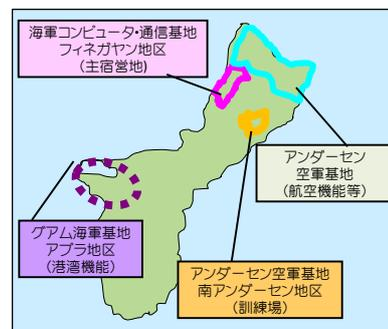 海軍コンピュータ・通信基地
フィネガヤン地区
（主宿営地）
アンダーセン
空軍基地
（航空機能等）
グアム海軍基地
アプラ地区
（港湾機能）
アンダーセン空軍基地
南アンダーセン地区
（訓練場）